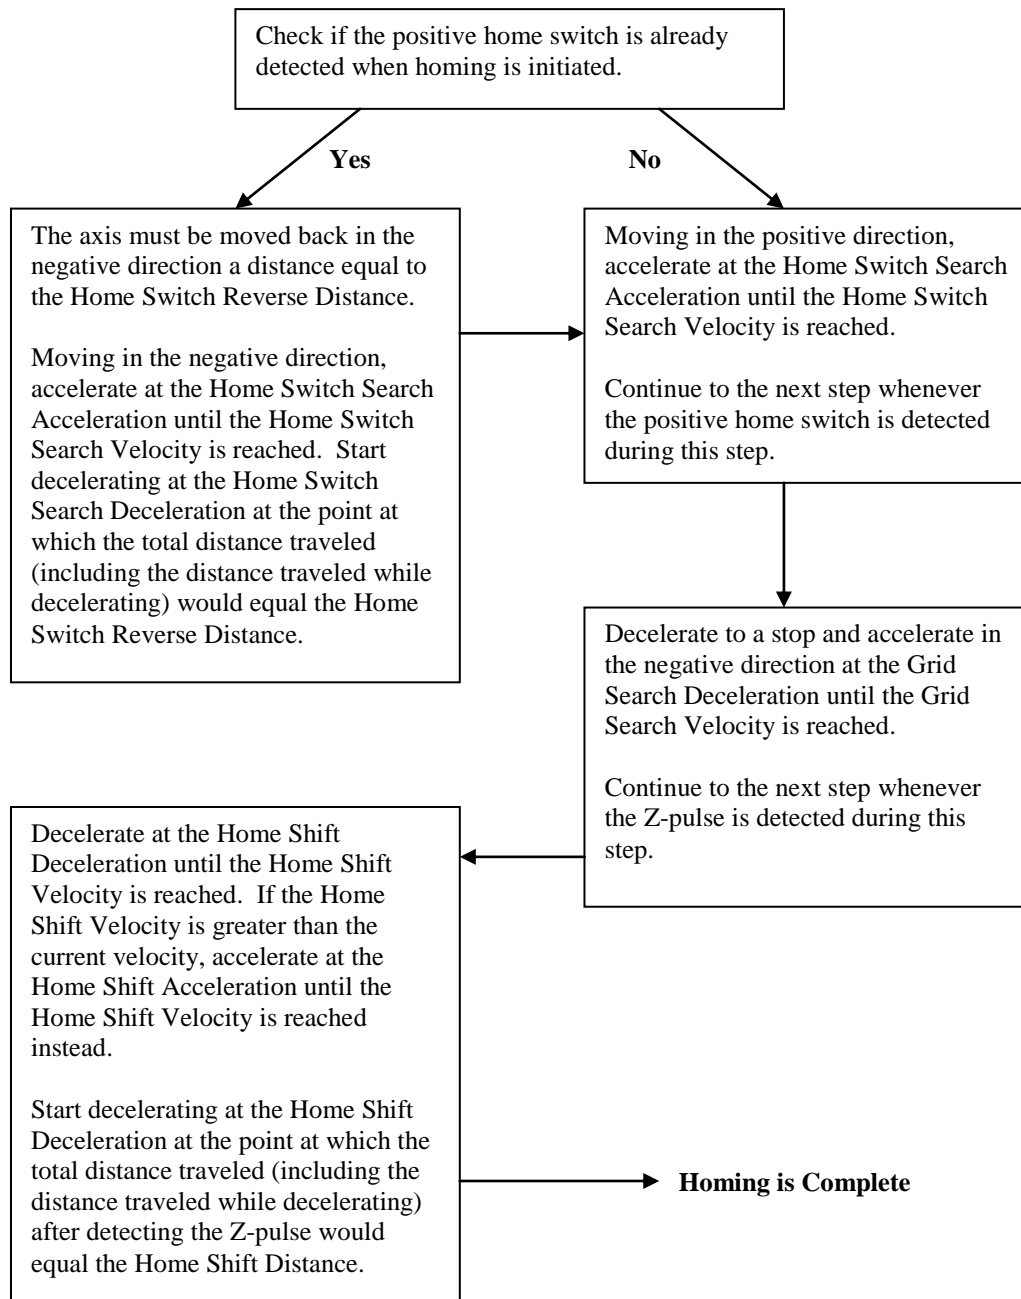 Check if the positive home switch is already
detected when homing is initiated.
Yes
No
The axis must be moved back in the
negative direction a distance equal to
the Home Switch Reverse Distance.
Moving in the negative direction,
accelerate at the Home Switch Search
Acceleration until the Home Switch
Search Velocity is reached.  Start
decelerating at the Home Switch
Search Deceleration at the point at
which the total distance traveled
(including the distance traveled while
decelerating) would equal the Home
Switch Reverse Distance.
Moving in the positive direction,
accelerate at the Home Switch Search
Acceleration until the Home Switch
Search Velocity is reached.
Continue to the next step whenever
the positive home switch is detected
during this step.
Decelerate to a stop and accelerate in
the negative direction at the Grid
Search Deceleration until the Grid
Search Velocity is reached.
Continue to the next step whenever
the Z-pulse is detected during this
step.
Decelerate at the Home Shift
Deceleration until the Home Shift
Velocity is reached.  If the Home
Shift Velocity is greater than the
current velocity, accelerate at the
Home Shift Acceleration until the
Home Shift Velocity is reached
instead.
Start decelerating at the Home Shift
Deceleration at the point at which the
total distance traveled (including the
distance traveled while decelerating)
after detecting the Z-pulse would
equal the Home Shift Distance.
Homing is Complete